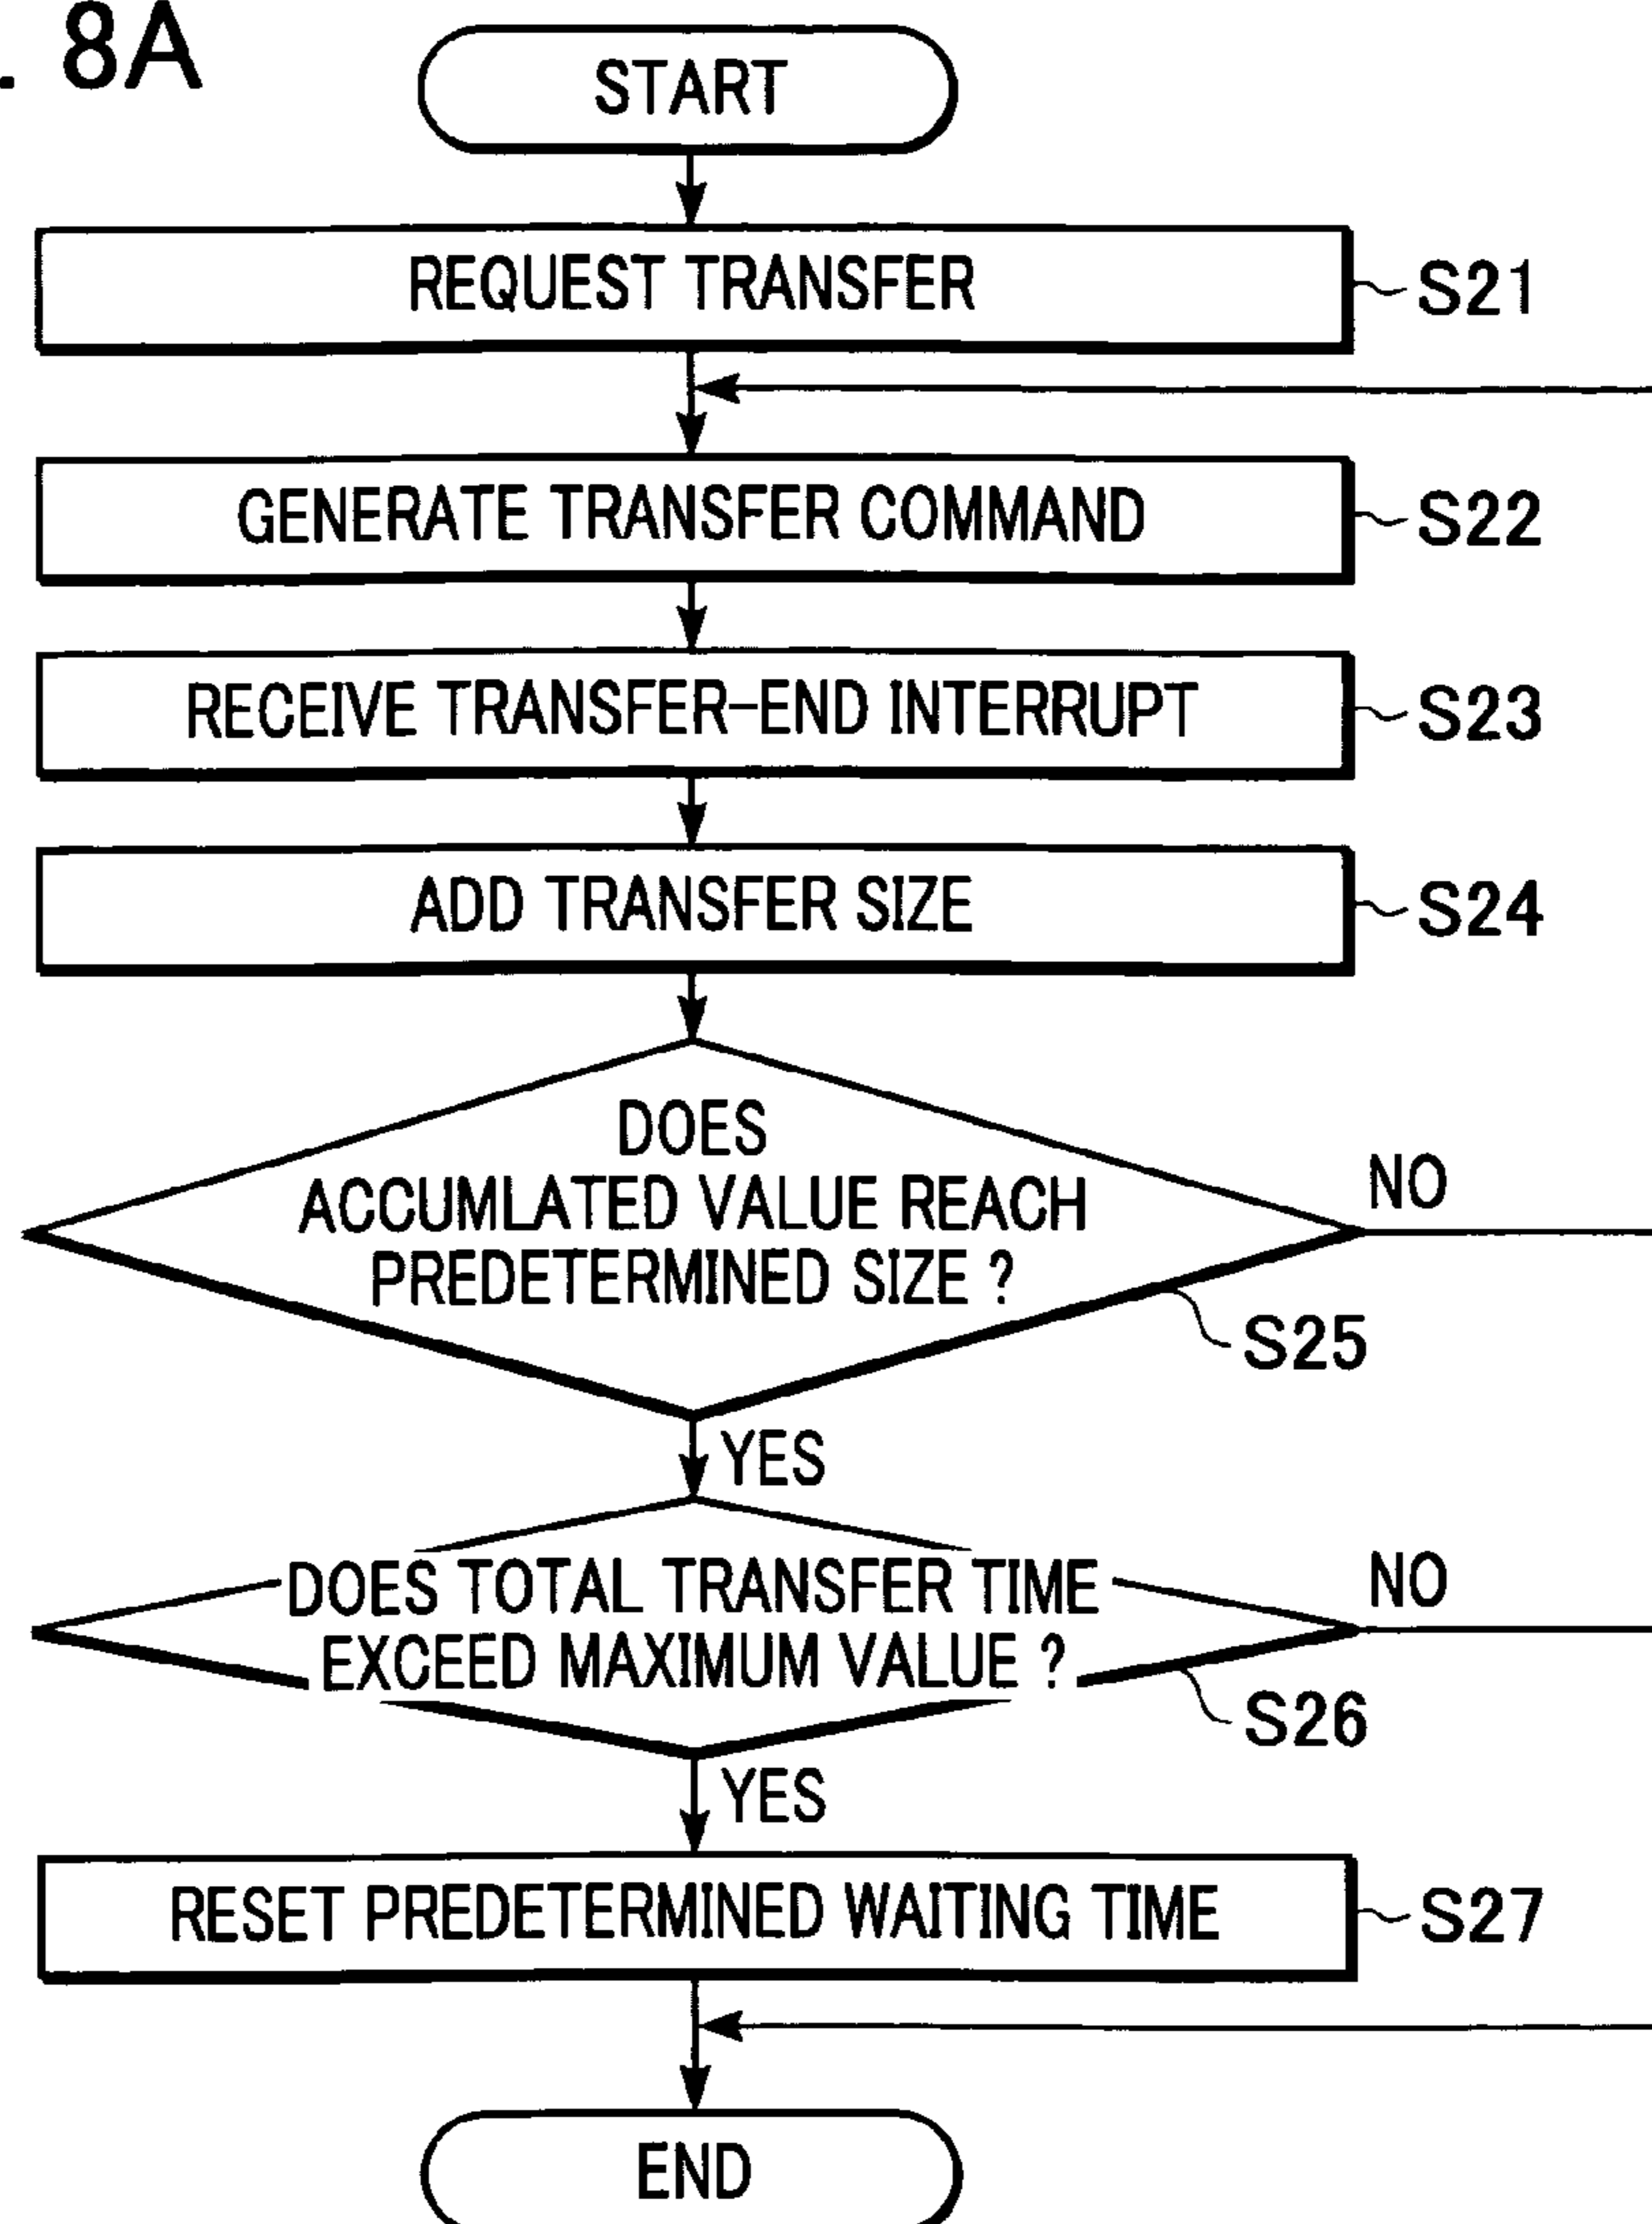 . 8A
START
REQUEST TRANSFER
S21
GENERATE TRANSFER COMMAND
S22
RECEIVE TRANSFER-END INTERRUPT
S23
ADD TRANSFER SIZE
S24
DOES
ACCUMLATED VALUE REACH
PREDETERMINED SIZE ?
NO
S25
YES
DOES TOTAL TRANSFER TIME
EXCEED MAXIMUM VALUE ?
NO
S26
YES
RESET PREDETERMINED WAITING TIME
S27
END